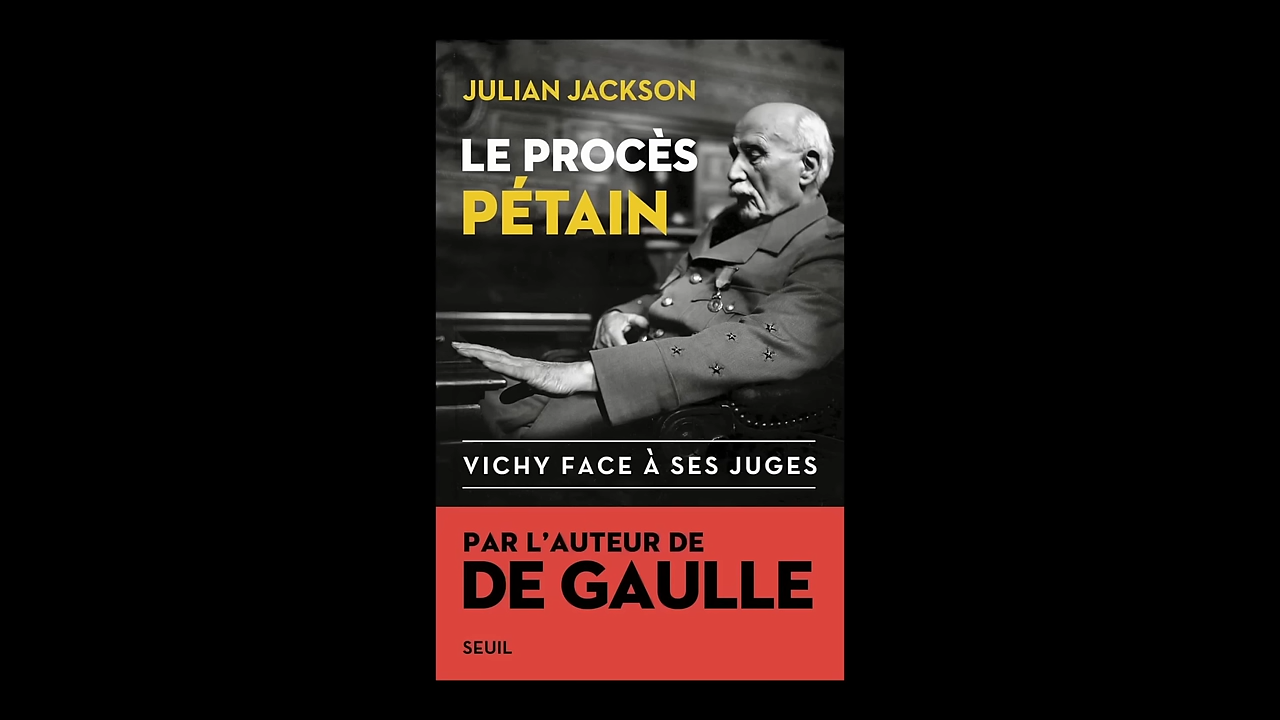 JULIAN JACKSON
LE PROCÈS
PÉTAIN
VICHY FACE À SES JUGES
PAR L'AUTEUR DE
DE GAULLE
SEUIL